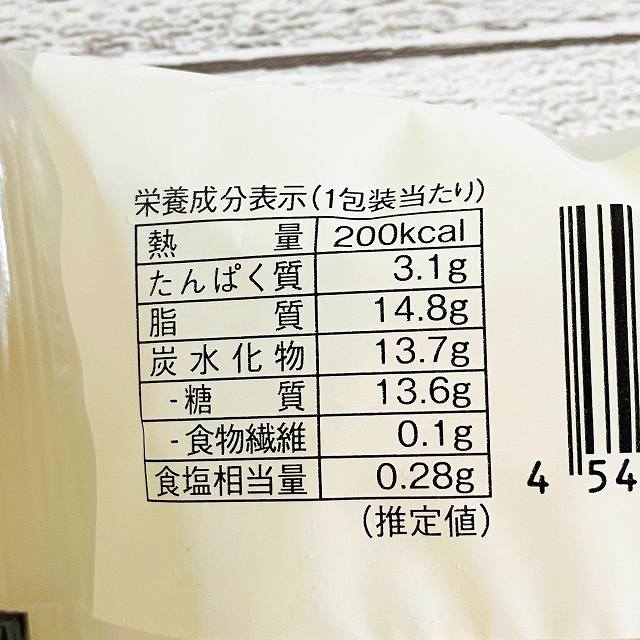 栄養成分表示(1包装当たり)
熱量 200kcal
たんぱく質 3.1g
脂質 14.8g
炭水化物 13.7g
-糖質 13.6g
-食物繊維 0.1g
食塩相当量 0.28g
(推定値)
4 54